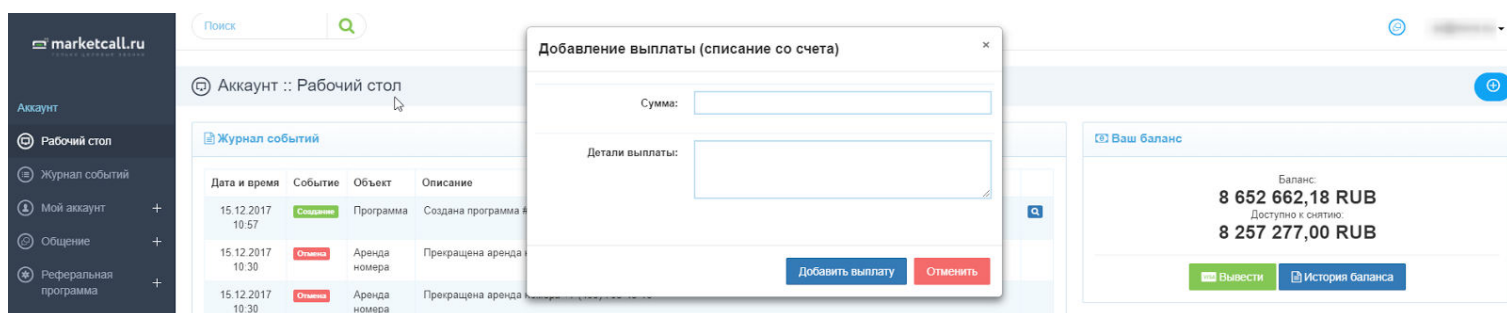 marketcall.ru
Поиск
Аккаунт :: Рабочий стол
Аккаунт
Рабочий стол
Журнал событий
Мой аккаунт
Общение
Реферальная
программа
Журнал событий
Дата и время Событие Объект Описание
15.12.2017
10:57
Создание Программа Создана программа #
15.12.2017
10:30
Отмена Аренда
номера
Прекращена аренда
15.12.2017
10:30
Отмена Аренда
номера
Прекращена аренда
Добавление выплаты (списание со счета)
×
Сумма:
Детали выплаты:
Добавить выплату Отменить
Ваш баланс
Баланс:
8 652 662,18 RUB
Доступно к снятию:
8 257 277,00 RUB
Вывести История баланса